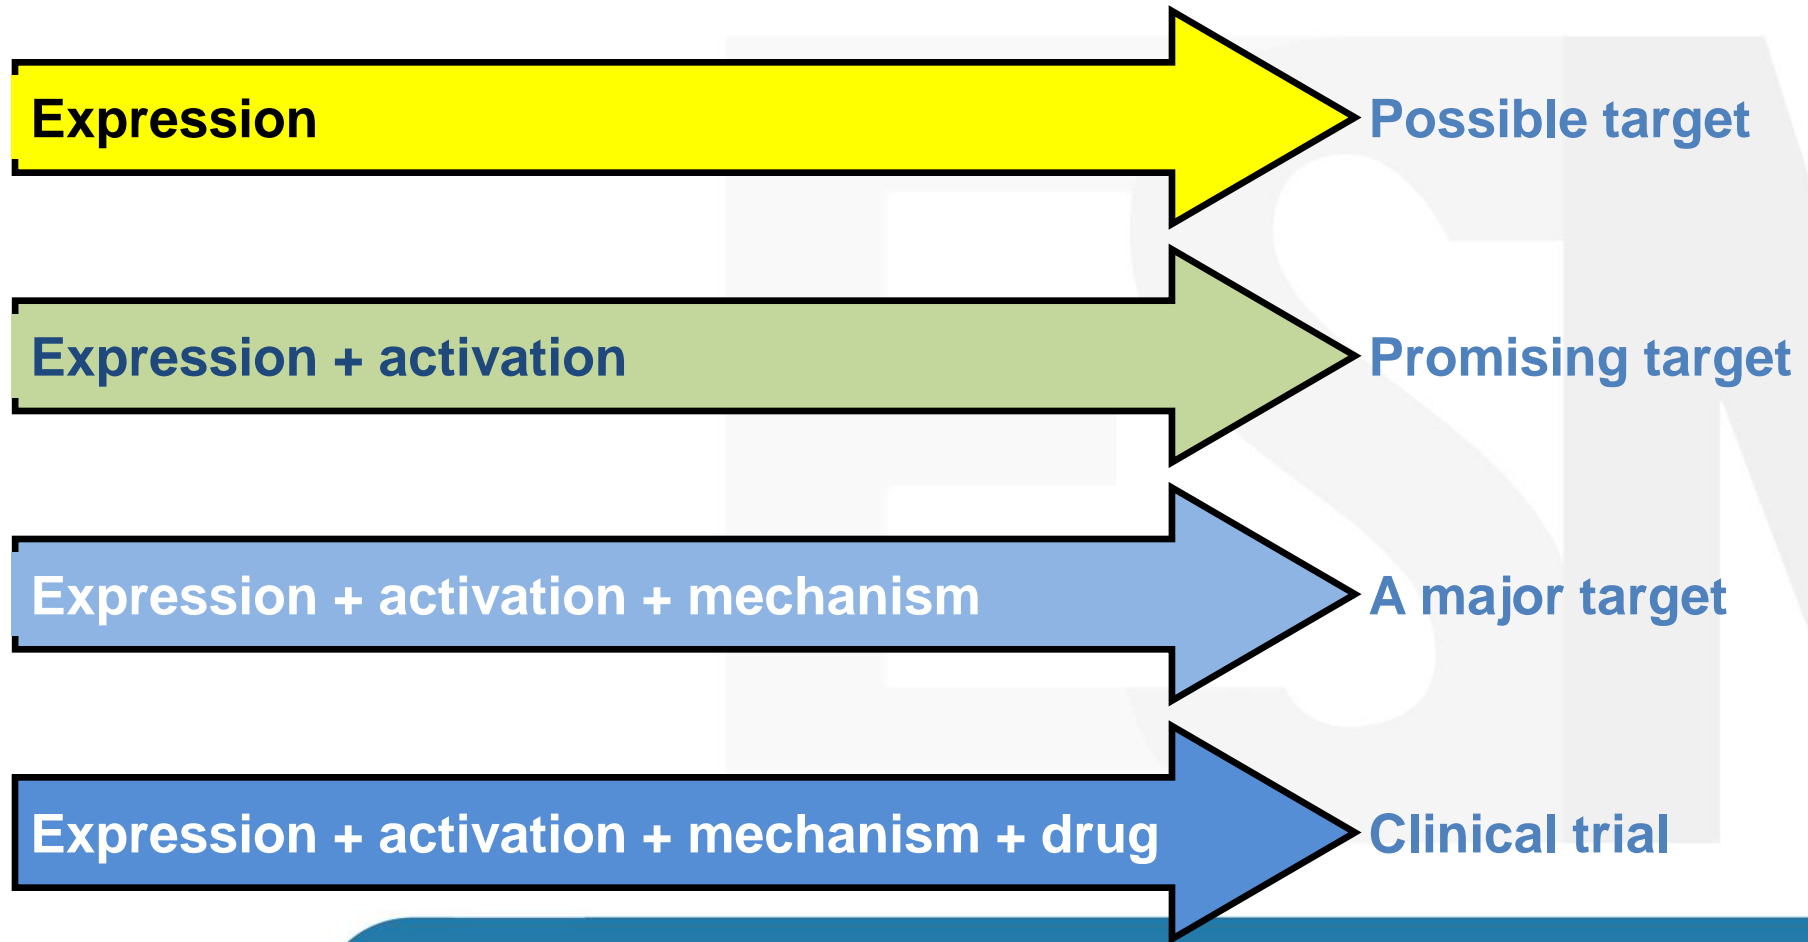 Expression
Possible target
Expression + activation
Promising target
Expression + activation + mechanism
A major target
Expression + activation + mechanism + drug
Clinical trial